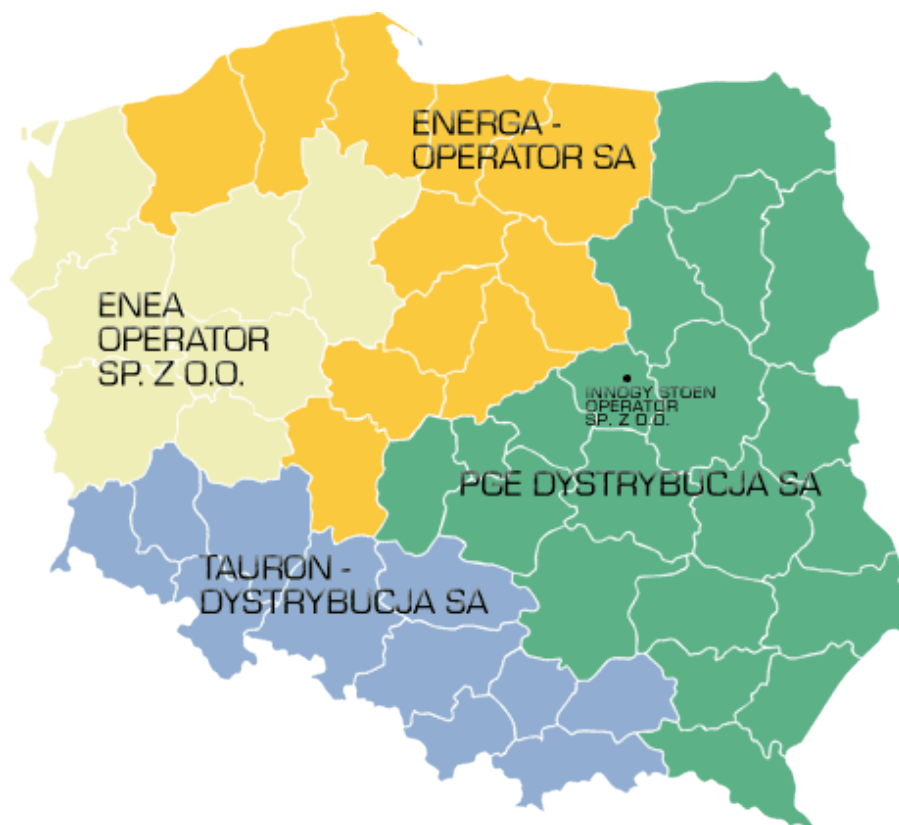 ENERGA -
OPERATOR SA
ENEA
OPERATOR
SP. Z O.O.
INNOGY STOEN
OPERATOR
SP. Z O.O.
PGE DYSTRYBUCJA SA
TAURON -
DYSTRYBUCJA SA